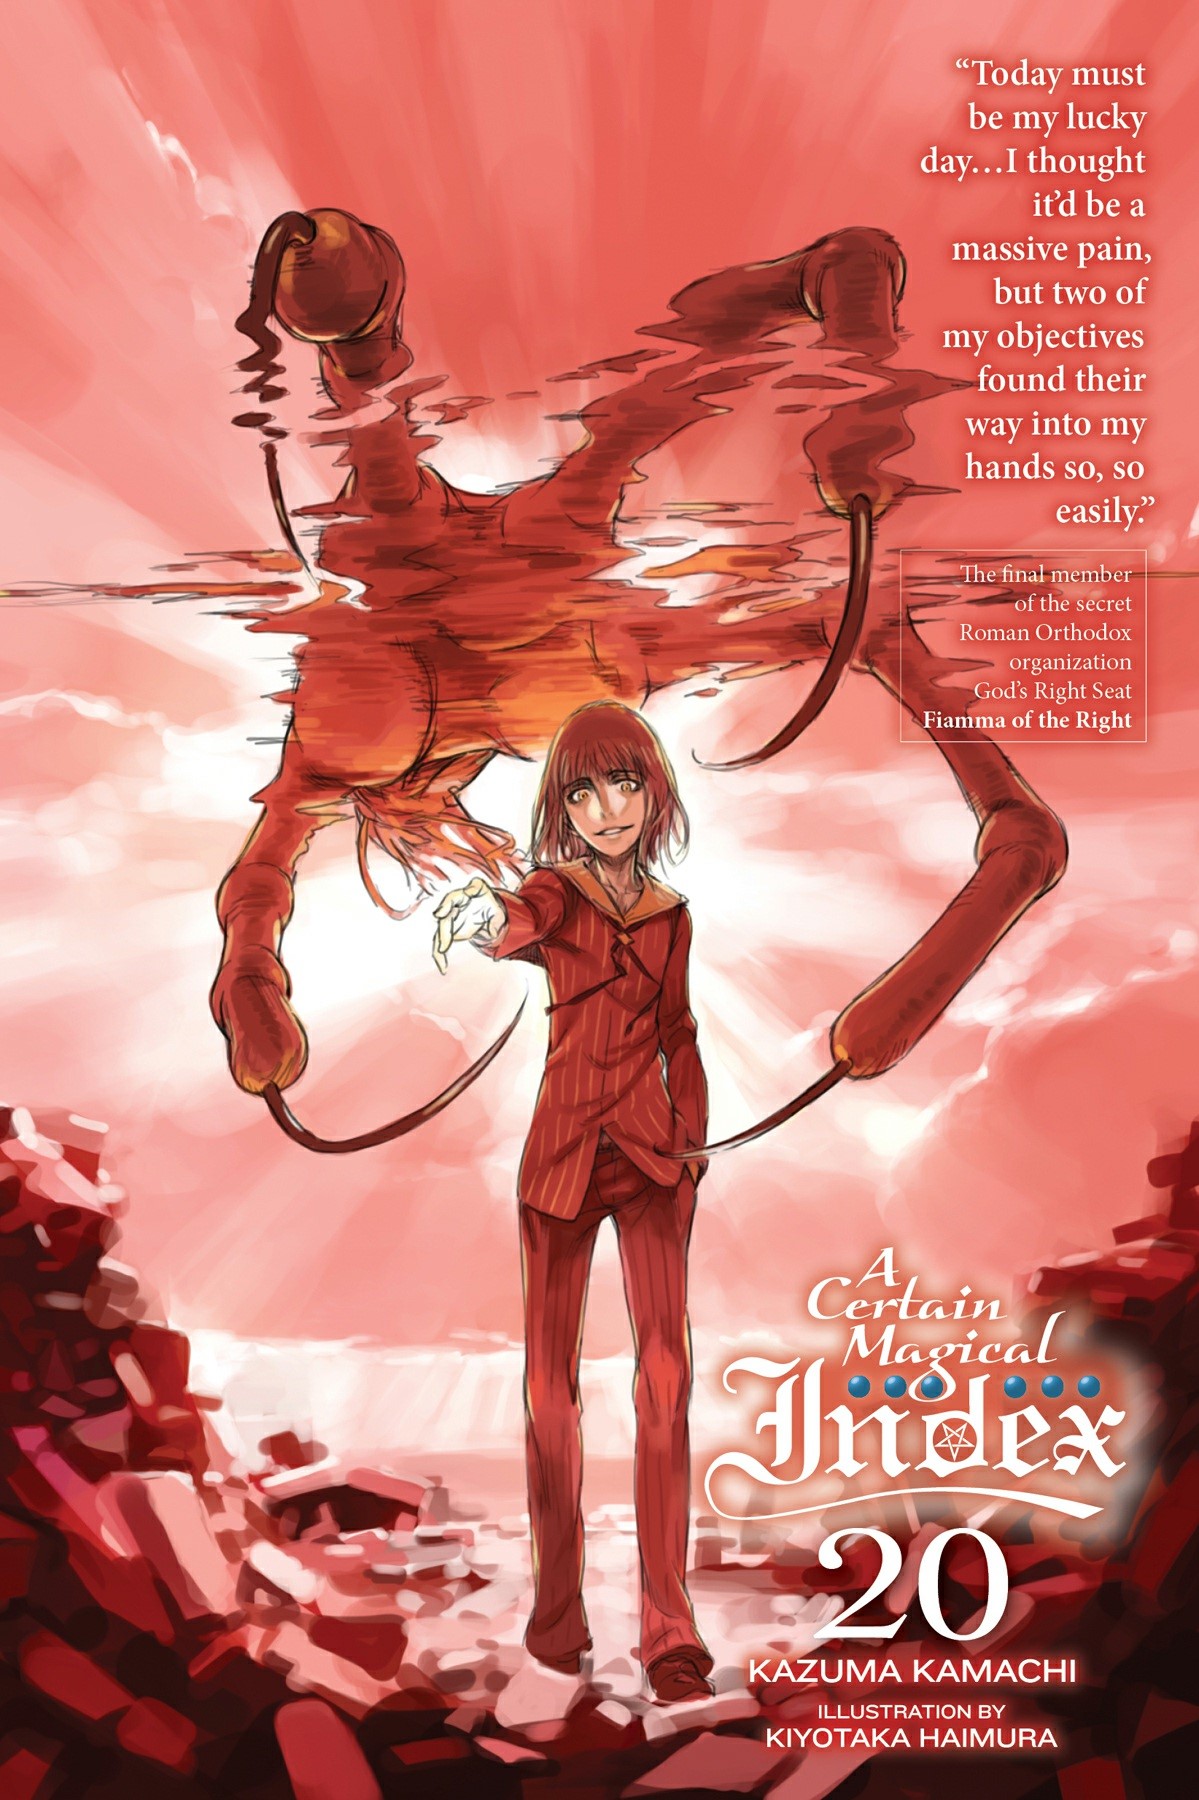 “Today must
be my lucky
day...I thought
it’d be a
massive pain,
but two of
my objectives
found their
way into my
hands so, so
easily.”
The final member
of the secret
Roman Orthodox
organization
God’s Right Seat
Fiamma of the Right
A
Certain
Magical
Index
20
KAZUMA KAMACHI
ILLUSTRATION BY
KIYOTAKA HAIMURA